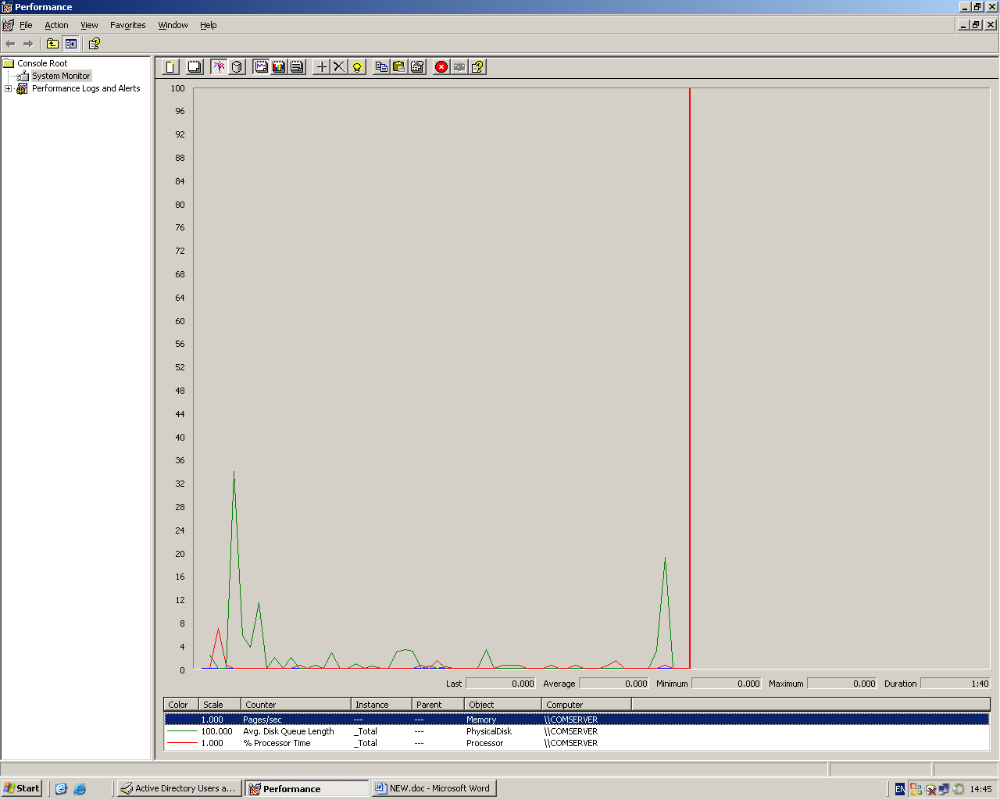 Performance
File Action View Favorites Window Help
Console Root
System Monitor
Performance Logs and Alerts
100
96
92
88
84
80
76
72
68
64
60
56
52
48
44
40
36
32
28
24
20
16
12
8
4
0
Last 0.000 Average 0.000 Minimum 0.000 Maximum 0.000 Duration 1:40
Color Scale Counter Instance Parent Object Computer
1.000 Pages/sec --- --- Memory \\COMSERVER
100.000 Avg. Disk Queue Length _Total --- PhysicalDisk \\COMSERVER
1.000 % Processor Time _Total --- Processor \\COMSERVER
Start Active Directory Users a... Performance NEW.doc - Microsoft Word EN 14:45